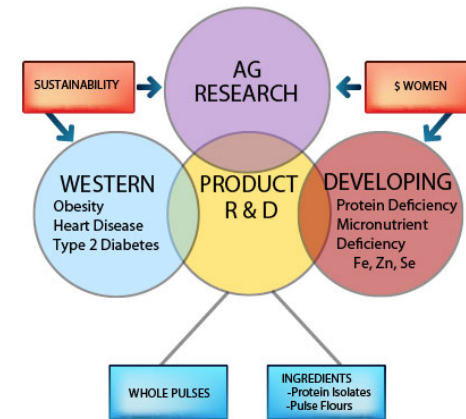 AG
RESEARCH
SUSTAINABILITY
$ WOMEN
WESTERN
Obesity
Heart Disease
Type 2 Diabetes
PRODUCT
R & D
DEVELOPING
Protein Deficiency
Micronutrient
Deficiency
Fe, Zn, Se
WHOLE PULSES
INGREDIENTS
-Protein Isolates
-Pulse Flours